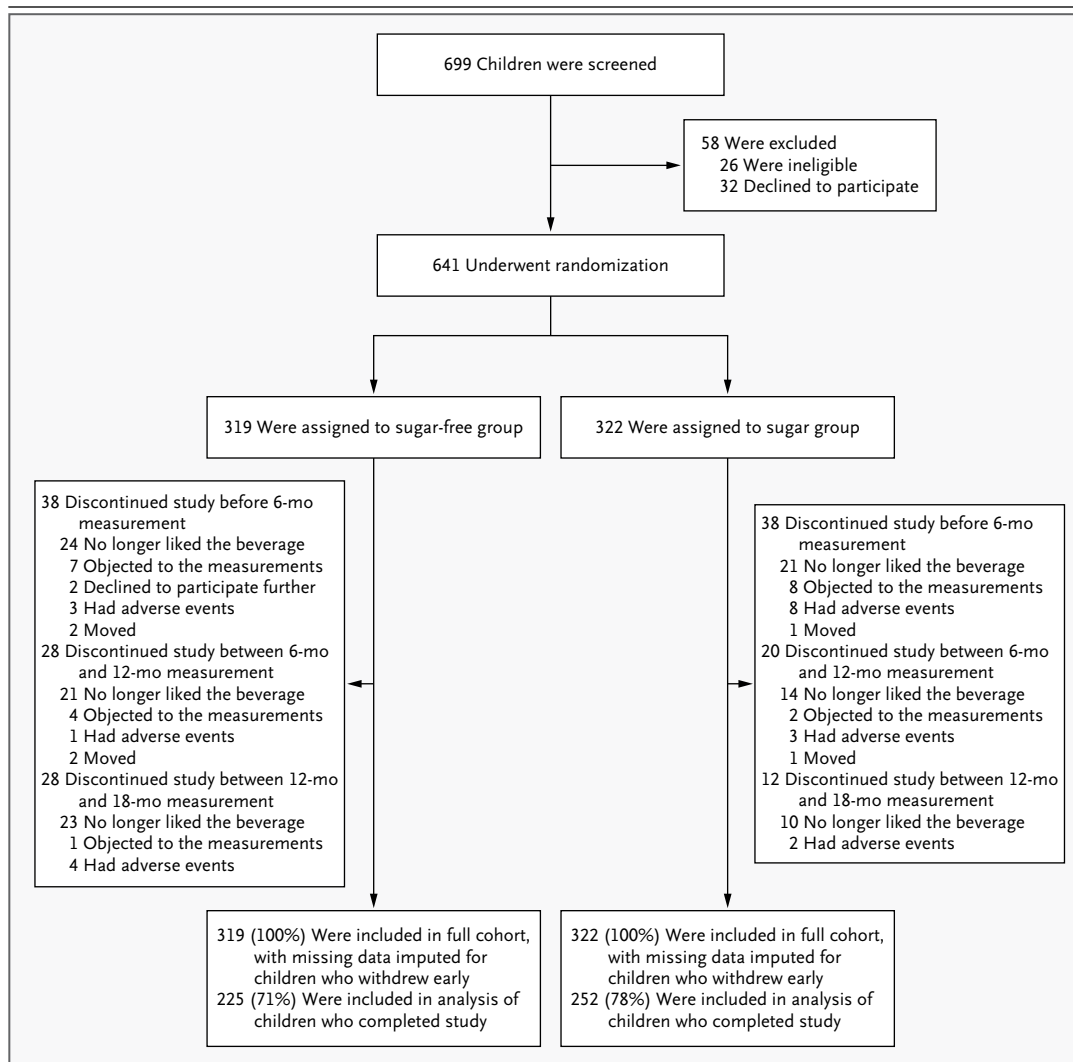 699 Children were screened
58 Were excluded
26 Were ineligible
32 Declined to participate
641 Underwent randomization
319 Were assigned to sugar-free group
322 Were assigned to sugar group
38 Discontinued study before 6-mo
measurement
24 No longer liked the beverage
7 Objected to the measurements
2 Declined to participate further
3 Had adverse events
2 Moved
28 Discontinued study between 6-mo
and 12-mo measurement
21 No longer liked the beverage
4 Objected to the measurements
1 Had adverse events
2 Moved
28 Discontinued study between 12-mo
and 18-mo measurement
23 No longer liked the beverage
1 Objected to the measurements
4 Had adverse events
38 Discontinued study before 6-mo
measurement
21 No longer liked the beverage
8 Objected to the measurements
8 Had adverse events
1 Moved
20 Discontinued study between 6-mo
and 12-mo measurement
14 No longer liked the beverage
2 Objected to the measurements
3 Had adverse events
1 Moved
12 Discontinued study between 12-mo
and 18-mo measurement
10 No longer liked the beverage
2 Had adverse events
319 (100%) Were included in full cohort,
with missing data imputed for
children who withdrew early
225 (71%) Were included in analysis of
children who completed study
322 (100%) Were included in full cohort,
with missing data imputed for
children who withdrew early
252 (78%) Were included in analysis of
children who completed study